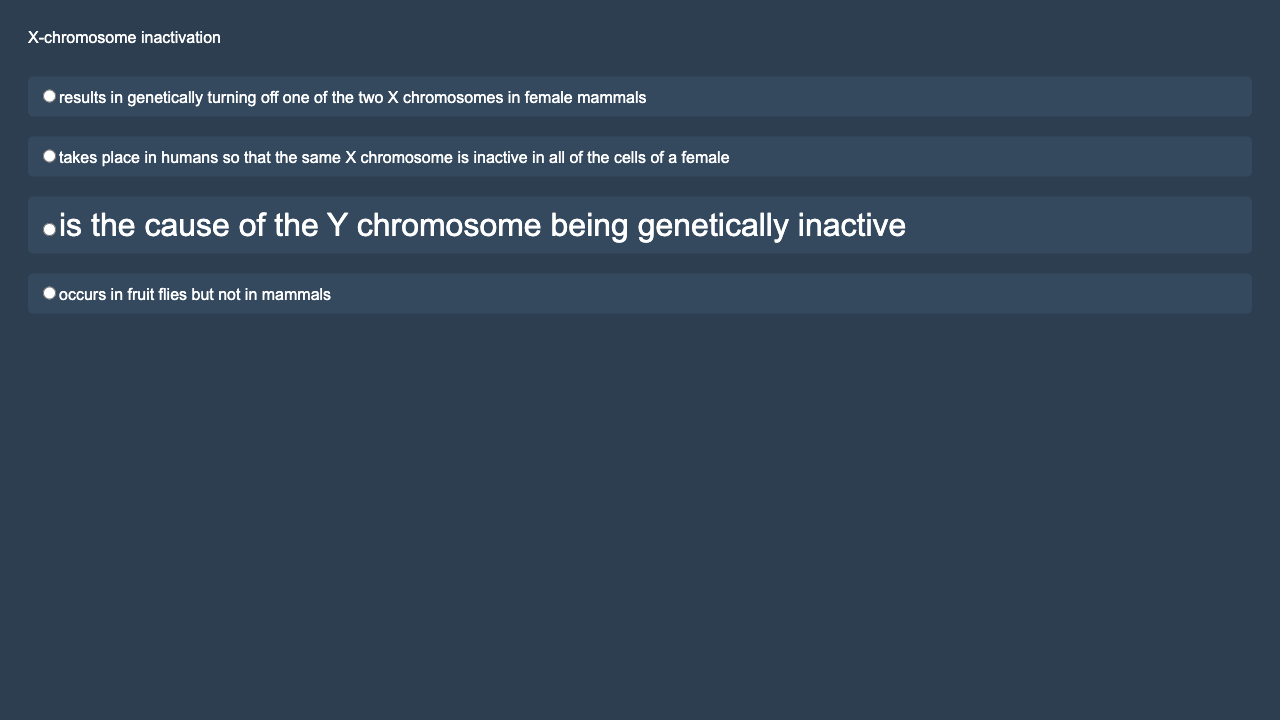 X-chromosome inactivation
results in genetically turning off one of the two X chromosomes in female mammals
takes place in humans so that the same X chromosome is inactive in all of the cells of a female
is the cause of the Y chromosome being genetically inactive
occurs in fruit flies but not in mammals